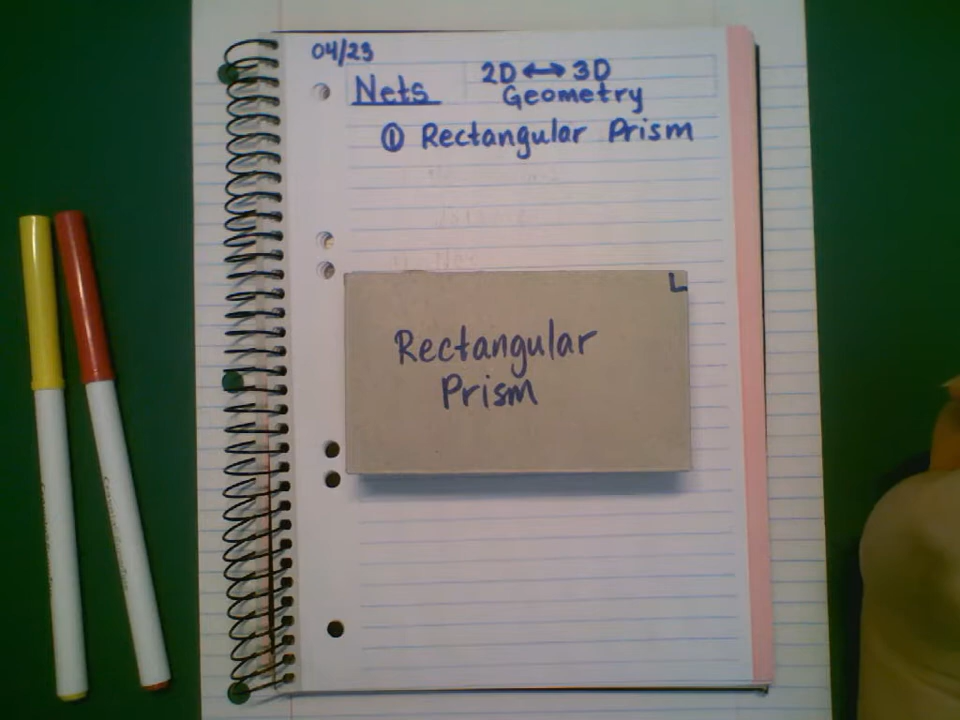 04/23
Nets
2D ↔ 3D
Geometry
① Rectangular Prism
L
Rectangular
Prism